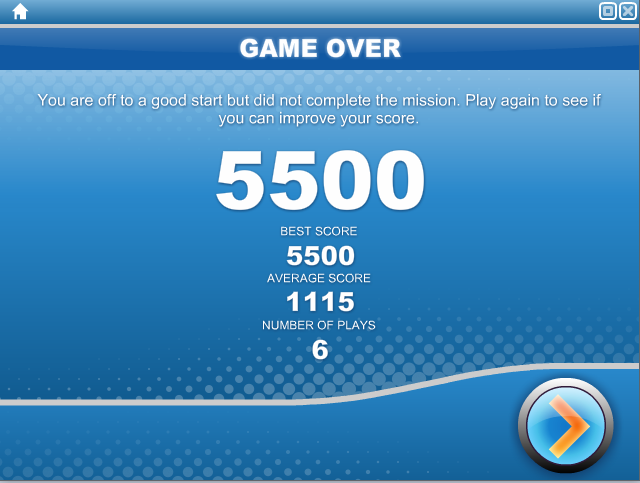 GAME OVER
You are off to a good start but did not complete the mission. Play again to see if
you can improve your score.
5500
BEST SCORE
5500
AVERAGE SCORE
1115
NUMBER OF PLAYS
6